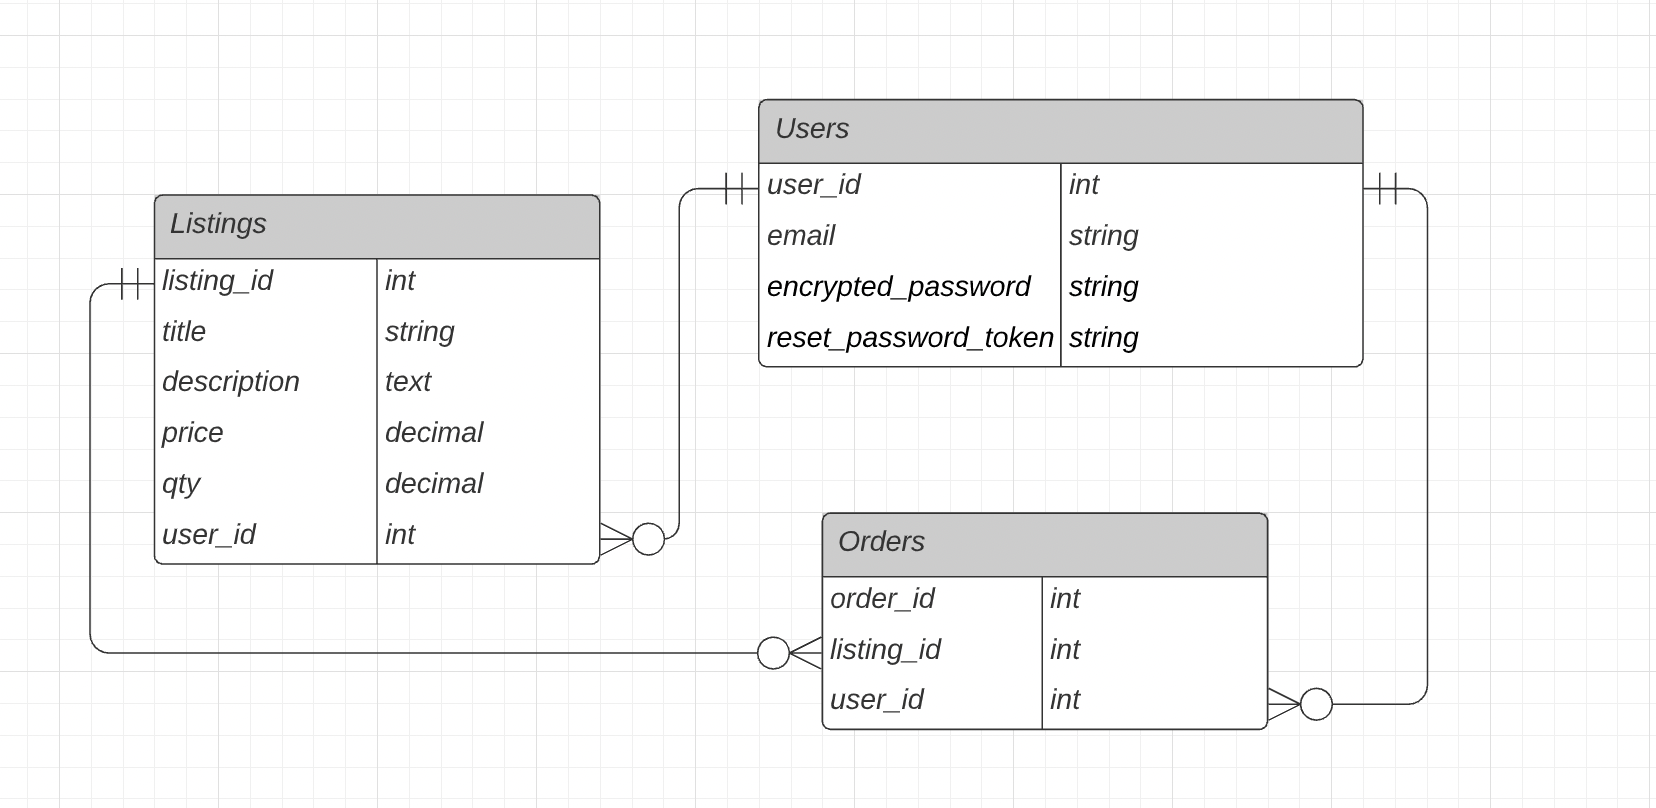 Users
user_id int
email string
encrypted_password string
reset_password_token string
Listings
listing_id int
title string
description text
price decimal
qty decimal
user_id int
Orders
order_id int
listing_id int
user_id int